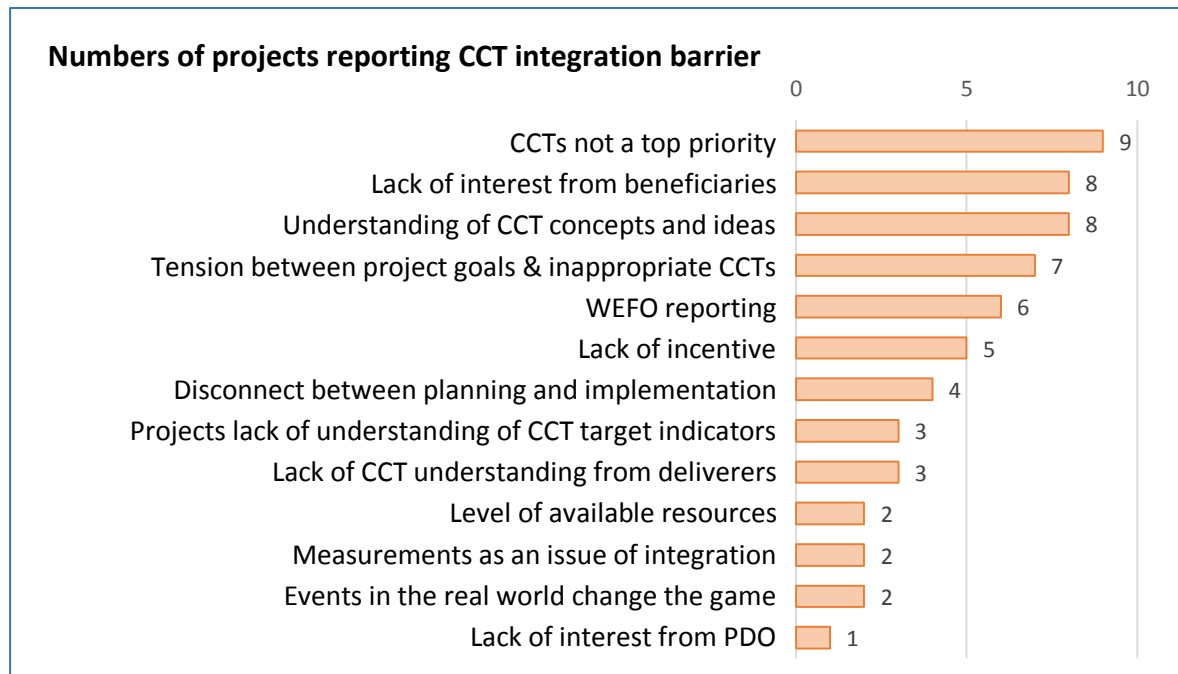 Numbers of projects reporting CCT integration barrier
0 5 10
CCTs not a top priority 9
Lack of interest from beneficiaries 8
Understanding of CCT concepts and ideas 8
Tension between project goals & inappropriate CCTs 7
WEFO reporting 6
Lack of incentive 5
Disconnect between planning and implementation 4
Projects lack of understanding of CCT target indicators 3
Lack of CCT understanding from deliverers 3
Level of available resources 2
Measurements as an issue of integration 2
Events in the real world change the game 2
Lack of interest from PDO 1